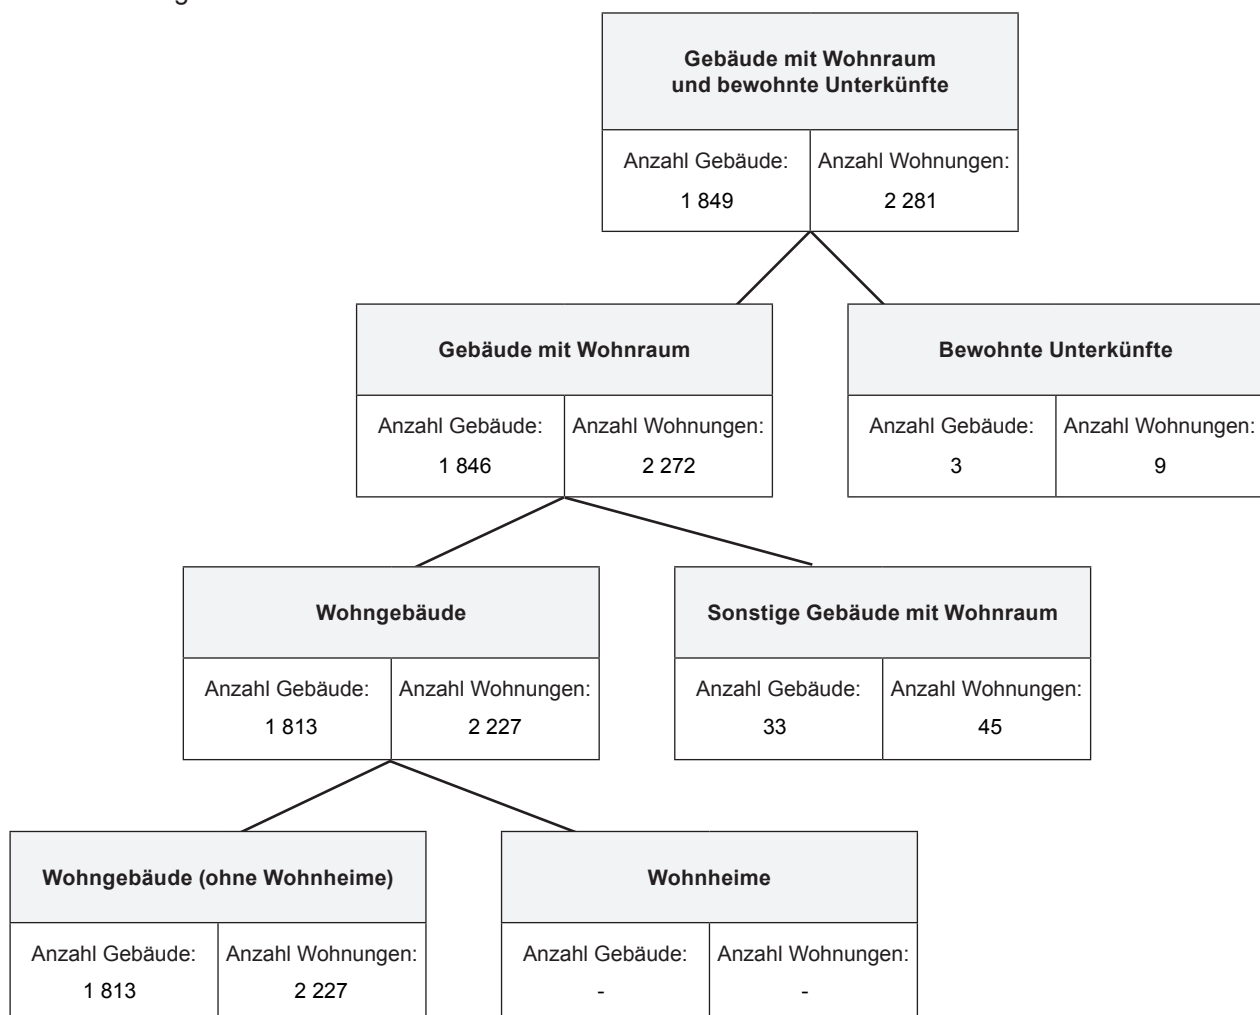 Gebäude mit Wohnraum
und bewohnte Unterkünfte
Anzahl Gebäude: Anzahl Wohnungen:
1 849 2 281
Gebäude mit Wohnraum Bewohnte Unterkünfte
Anzahl Gebäude: Anzahl Wohnungen: Anzahl Gebäude: Anzahl Wohnungen:
1 846 2 272 3 9
Wohngebäude Sonstige Gebäude mit Wohnraum
Anzahl Gebäude: Anzahl Wohnungen: Anzahl Gebäude: Anzahl Wohnungen:
1 813 2 227 33 45
Wohngebäude (ohne Wohnheime) Wohnheime
Anzahl Gebäude: Anzahl Wohnungen: Anzahl Gebäude: Anzahl Wohnungen:
1 813 2 227 - -